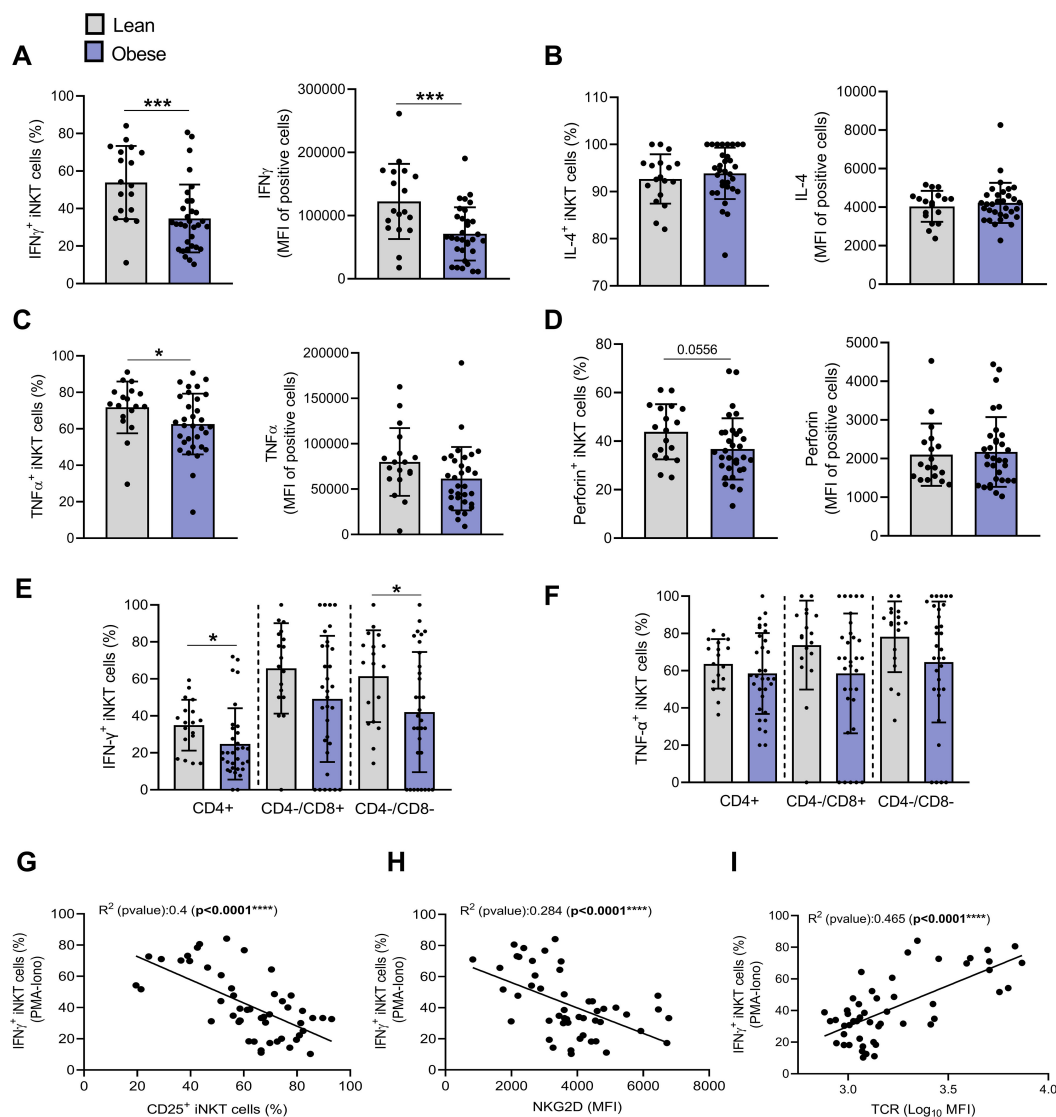 Lean
Obese
A
IFNγ+ iNKT cells (%)
100
80
60
40
20
0
***
IFNγ
(MFI of positive cells)
300000
200000
100000
0
***
B
IL-4+ iNKT cells (%)
110
100
90
80
70
IL-4
(MFI of positive cells)
10000
8000
6000
4000
2000
0
C
TNFα+ iNKT cells (%)
100
80
60
40
20
0
*
TNFα
(MFI of positive cells)
200000
150000
100000
50000
0
D
Perforin+ iNKT cells (%)
80
60
40
20
0
0.0556
Perforin
(MFI of positive cells)
5000
4000
3000
2000
1000
0
E
IFN-γ+ iNKT cells (%)
100
80
60
40
20
0
*
*
CD4+
CD4-/CD8+
CD4-/CD8-
F
TNF-α+ iNKT cells (%)
100
80
60
40
20
0
CD4+
CD4-/CD8+
CD4-/CD8-
G
R2 (pvalue):0.4 (p<0.0001****)
IFNγ+ iNKT cells (%)
(PMA-Iono)
100
80
60
40
20
0
0
20
40
60
80
100
CD25+ iNKT cells (%)
H
R2 (pvalue):0.284 (p<0.0001****)
IFNγ+ iNKT cells (%)
(PMA-Iono)
100
80
60
40
20
0
0
2000
4000
6000
8000
NKG2D (MFI)
I
R2 (pvalue):0.465 (p<0.0001****)
IFNγ+ iNKT cells (%)
(PMA-Iono)
100
80
60
40
20
0
3.0
3.5
4.0
TCR (Log10 MFI)